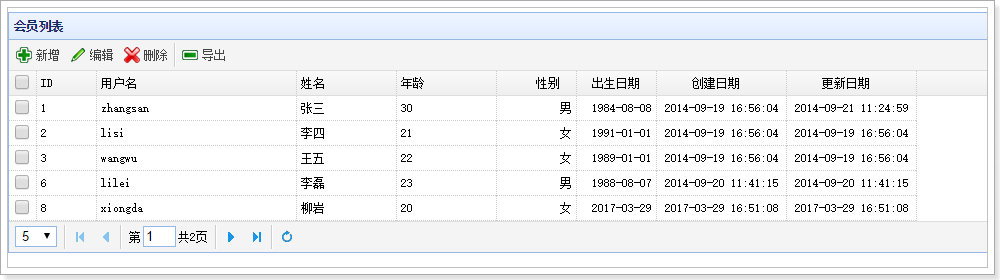 会员列表
新增 编辑 删除 导出
ID 用户名 姓名 年龄 性别 出生日期 创建日期 更新日期
1 zhangsan 张三 30 男 1984-08-08 2014-09-19 16:56:04 2014-09-21 11:24:59
2 lisi 李四 21 女 1991-01-01 2014-09-19 16:56:04 2014-09-19 16:56:04
3 wangwu 王五 22 女 1989-01-01 2014-09-19 16:56:04 2014-09-19 16:56:04
6 lilei 李磊 23 男 1988-08-07 2014-09-20 11:41:15 2014-09-20 11:41:15
8 xiongda 柳岩 20 女 2017-03-29 2017-03-29 16:51:08 2017-03-29 16:51:08
5 第 1 共2页